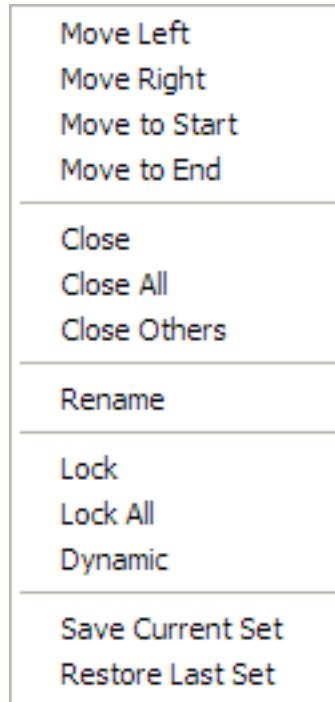 Move Left
Move Right
Move to Start
Move to End
Close
Close All
Close Others
Rename
Lock
Lock All
Dynamic
Save Current Set
Restore Last Set